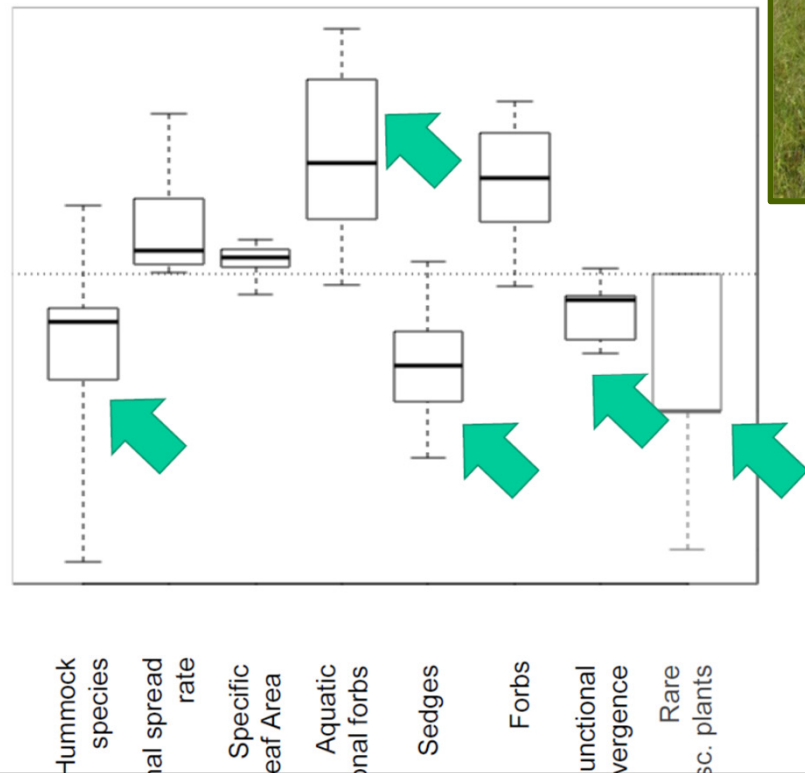 Hummock
species
nal spread
rate
Specific
eaf Area
Aquatic
onal forbs
Sedges
Forbs
unctional
vergence
Rare
sc. plants